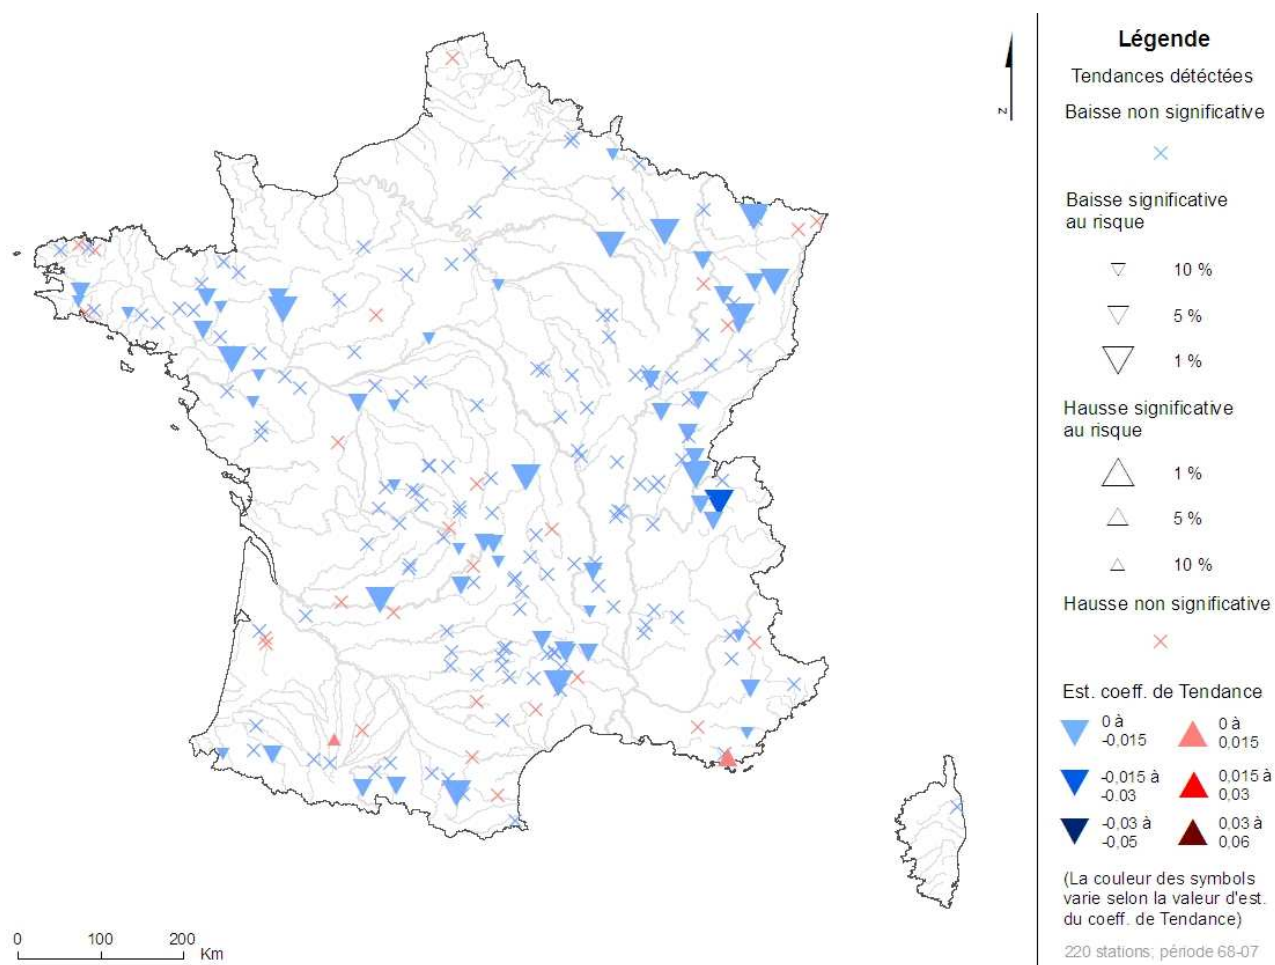 z
Légende
Tendances détéctées
Baisse non significative
Baisse significative
au risque
10 %
5 %
1 %
Hausse significative
au risque
1 %
5 %
10 %
Hausse non significative
Est. coeff. de Tendance
0 à
-0,015
0 à
0,015
-0,015 à
-0,03
0,015 à
0,03
-0,03 à
-0,05
0,03 à
0,06
(La couleur des symbols
varie selon la valeur d'est.
du coeff. de Tendance)
220 stations; période 68-07
0 100 200
Km